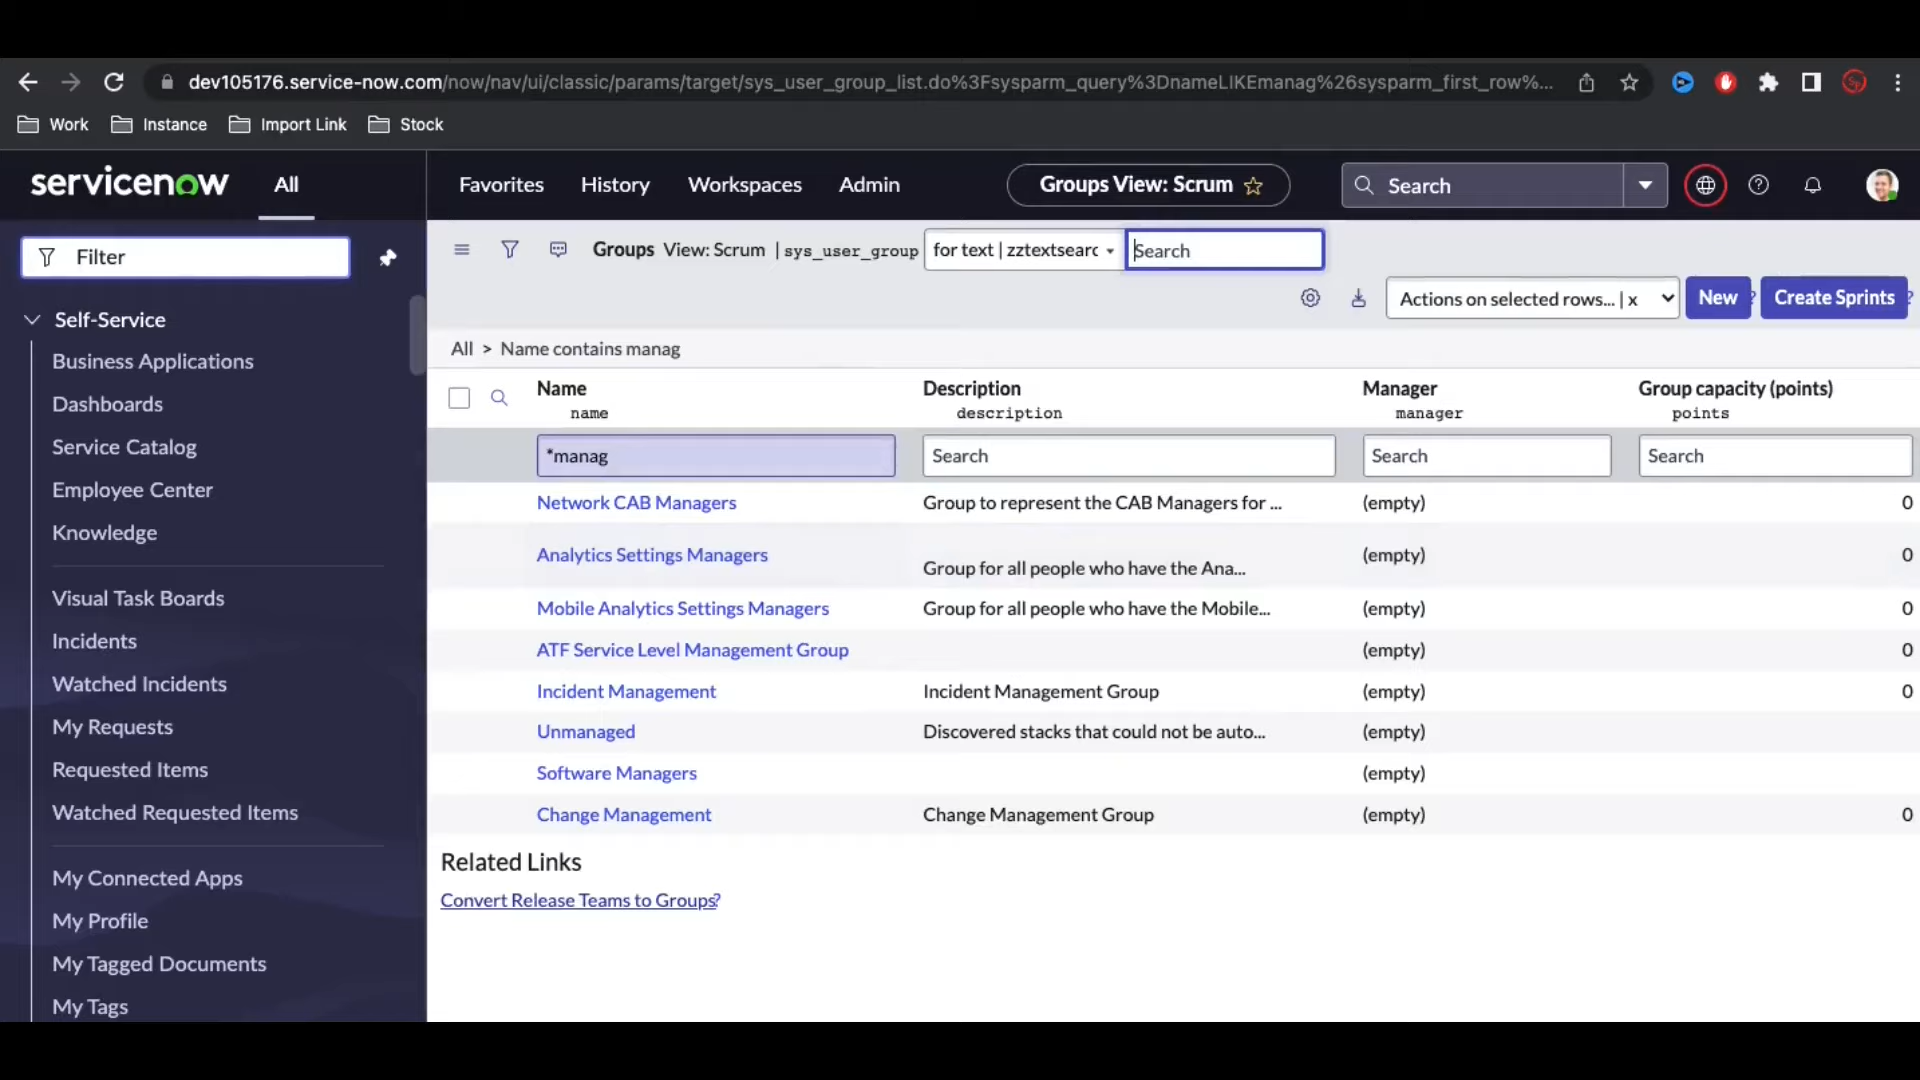 dev105176.service-now.com/now/nav/ui/classic/params/target/sys_user_group_list.do%3Fsysparm_query%3DnameLIKEmanag%26sysparm_first_row%...
Work Instance Import Link Stock
servicenow All Favorites History Workspaces Admin Groups View: Scrum Search
Filter
Groups View: Scrum | sys_user_group for text | zztextsearc Search
Actions on selected rows... | x New ? Create Sprints ?
All > Name contains manag
Name Description Manager Group capacity (points)
name description manager points
*manag Search Search Search
Network CAB Managers Group to represent the CAB Managers for ... (empty) 0
Analytics Settings Managers Group for all people who have the Ana... (empty) 0
Mobile Analytics Settings Managers Group for all people who have the Mobile... (empty) 0
ATF Service Level Management Group (empty) 0
Incident Management Incident Management Group (empty) 0
Unmanaged Discovered stacks that could not be auto... (empty)
Software Managers (empty)
Change Management Change Management Group (empty) 0
Related Links
Convert Release Teams to Groups?
Self-Service
Business Applications
Dashboards
Service Catalog
Employee Center
Knowledge
Visual Task Boards
Incidents
Watched Incidents
My Requests
Requested Items
Watched Requested Items
My Connected Apps
My Profile
My Tagged Documents
My Tags